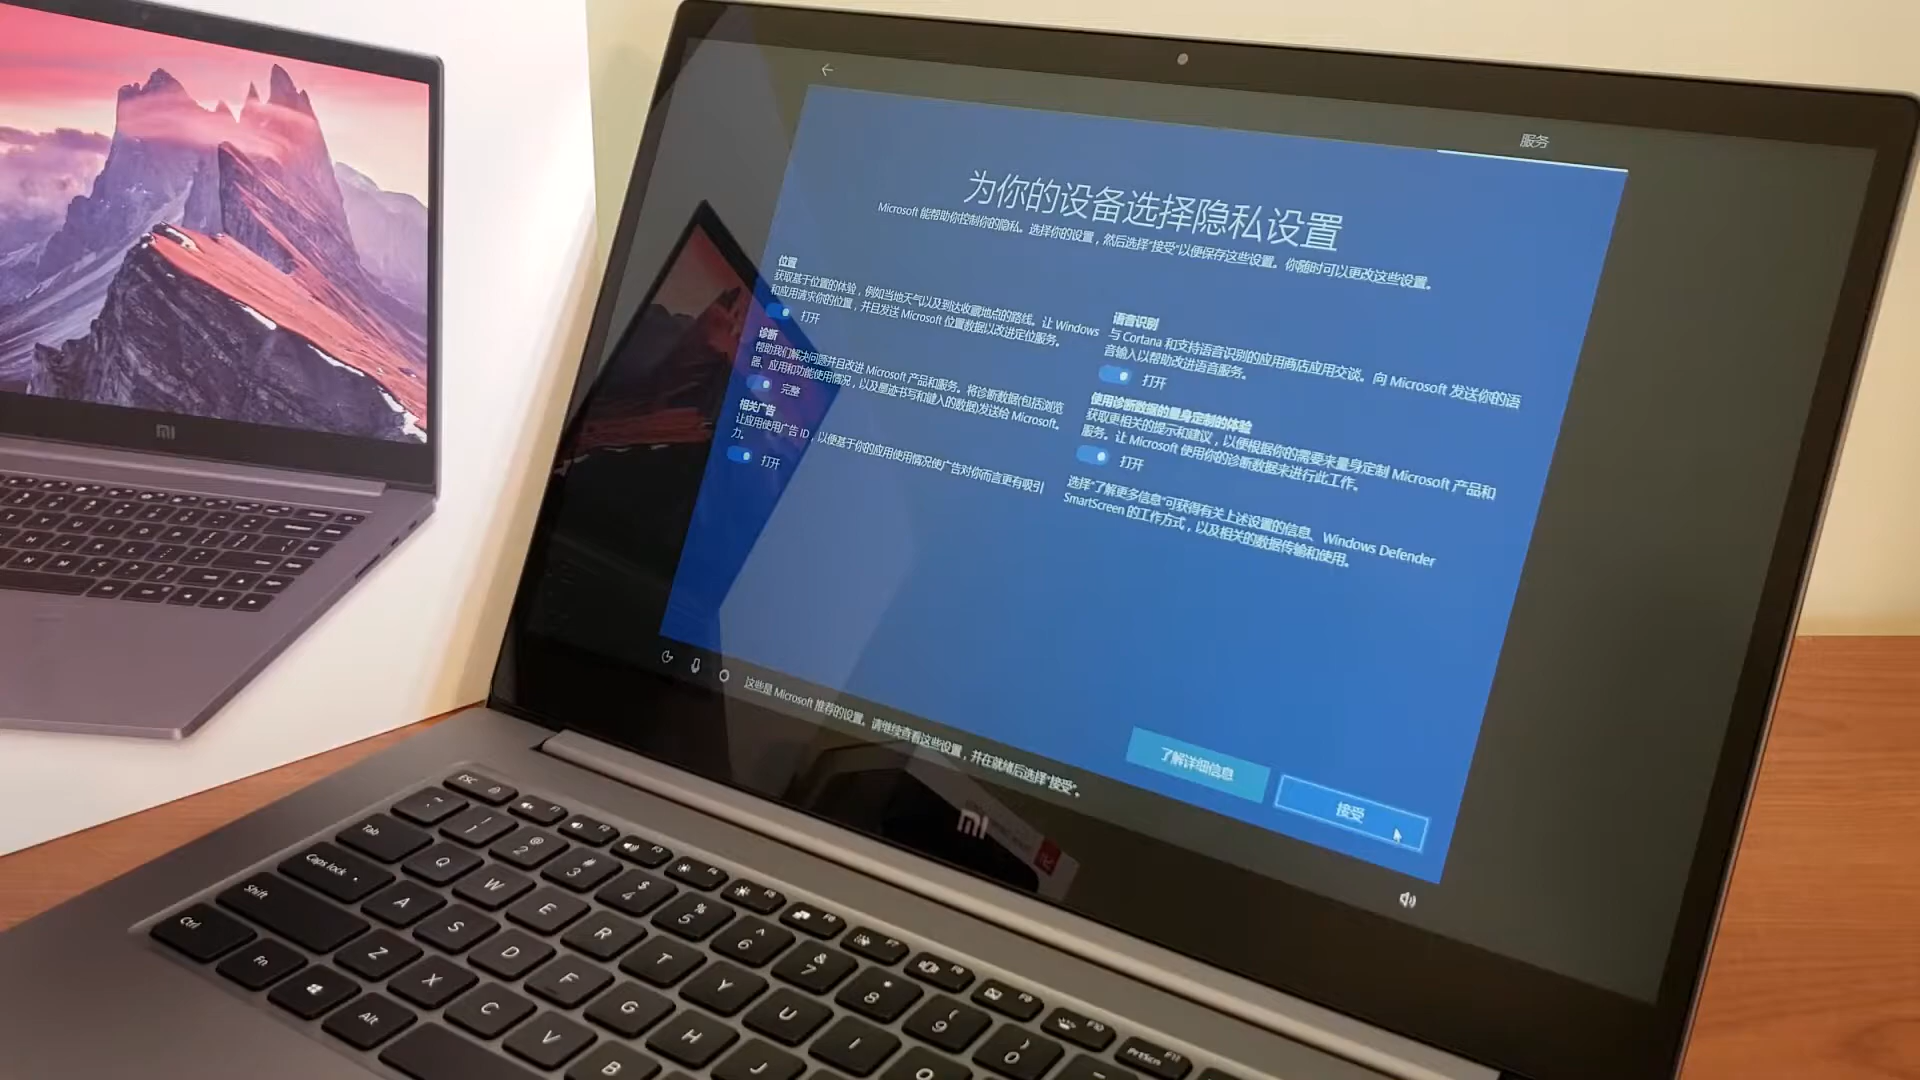 服务
为你的设备选择隐私设置
Microsoft 能帮助你控制你的隐私。选择你的设置，然后选择"接受"以便保存这些设置。你随时可以更改这些设置。
位置
获取基于位置的体验，例如当地天气以及到达收藏地点的路线。让 Windows
和应用请求你的位置，并且发送 Microsoft 位置数据以改进定位服务。
打开
诊断
帮助我们解决问题并且改进 Microsoft 产品和服务。将诊断数据(包括浏览
器、应用和功能使用情况，以及墨迹书写和键入的数据)发送给 Microsoft。
完整
相关广告
让应用使用广告 ID，以便基于你的应用使用情况使广告对你而言更有吸引
力。
打开
语音识别
与 Cortana 和支持语音识别的应用商店应用交谈。向 Microsoft 发送你的语
音输入以帮助改进语音服务。
打开
使用诊断数据的量身定制的体验
获取更相关的提示和建议，以便根据你的需要来量身定制 Microsoft 产品和
服务。让 Microsoft 使用你的诊断数据来进行此工作。
打开
选择"了解更多信息"可获得有关上述设置的信息、Windows Defender
SmartScreen 的工作方式，以及相关的数据传输和使用。
这些是 Microsoft 推荐的设置。请继续查看这些设置，并在就绪后选择"接受"。
了解详细信息
接受
mi
mi
ESC F1 F2 F3 F4 F5 F6 F7 F8 F9 F10 PrtScn F11
~ ! 1 @ 2 # 3 $ 4 % 5 ^ 6 & 7 * 8 ( 9 ) 0
Tab Q W E R T Y U I O
Caps lock A S D F G H J
Shift Z X C V B
Ctrl Fn Alt